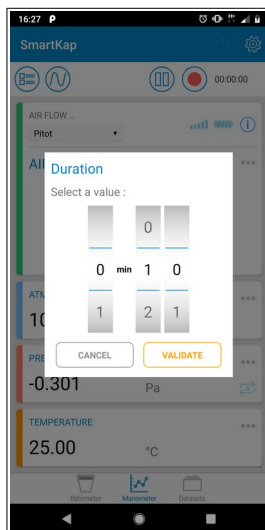 16:27
SmartKap
00:00:00
AIR FLOW ...
Pitot
AI
Duration
Select a value :
0
0 min 1 0
1 2 1
CANCEL VALIDATE
ATM
10
PRE
-0.301 Pa
TEMPERATURE
25.00 °C
Balometer Manometer Datasets